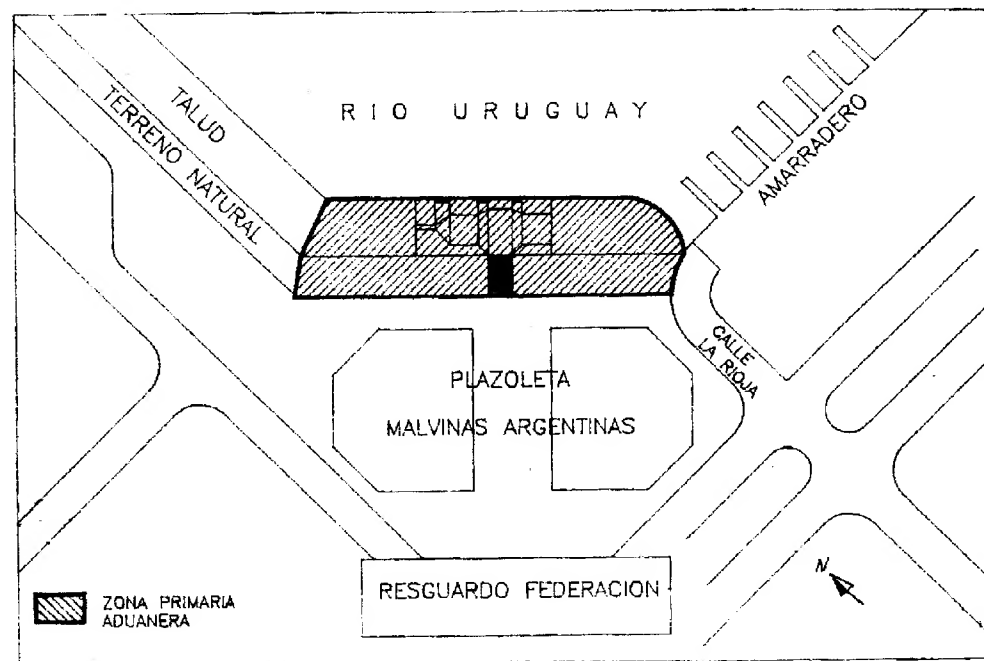 RIO URUGUAY
TALUD
TERRENO NATURAL
AMARRADERO
CALLE
LA RIOJA
PLAZOLETA
MALVINAS ARGENTINAS
RESGUARDO FEDERACION
ZONA PRIMARIA
ADUANERA
N